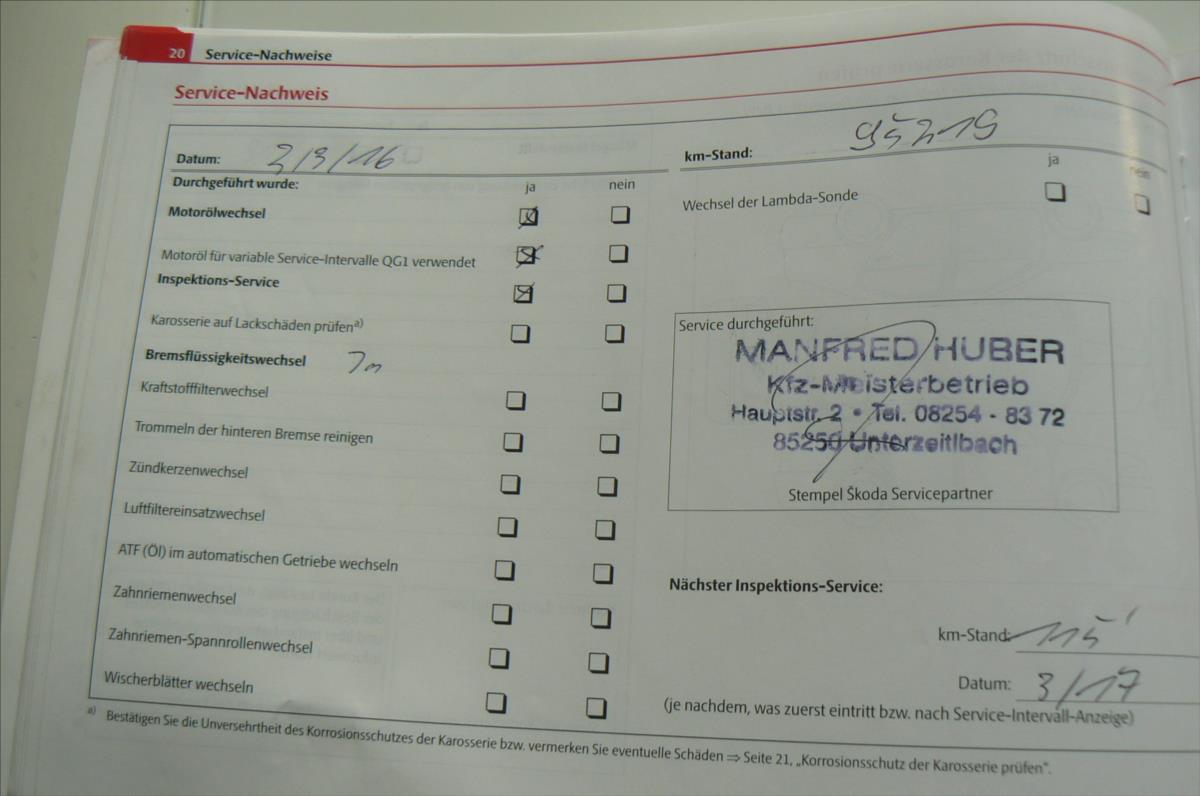 20 Service-Nachweise
Service-Nachweis
Datum: 2/3/16
km-Stand: 95219
Durchgeführt wurde: ja nein
ja nein
Motorölwechsel
Wechsel der Lambda-Sonde
Motoröl für variable Service-Intervalle QG1 verwendet
Inspektions-Service
Karosserie auf Lackschäden prüfen a)
Bremsflüssigkeitswechsel
Kraftstofffilterwechsel
Trommeln der hinteren Bremse reinigen
Zündkerzenwechsel
Luftfiltereinsatzwechsel
ATF (Öl) im automatischen Getriebe wechseln
Zahnriemenwechsel
Zahnriemen-Spannrollenwechsel
Wischerblätter wechseln
Service durchgeführt:
MANFRED HUBER
Kfz-Meisterbetrieb
Hauptstr. 2 • Tel. 08254 - 83 72
85250 Unterzeitlbach
Stempel Škoda Servicepartner
Nächster Inspektions-Service:
km-Stand: 115'
Datum: 3/17
(je nachdem, was zuerst eintritt bzw. nach Service-Intervall-Anzeige)
a) Bestätigen Sie die Unversehrtheit des Korrosionsschutzes der Karosserie bzw. vermerken Sie eventuelle Schäden ⇒ Seite 21, „Korrosionsschutz der Karosserie prüfen“.